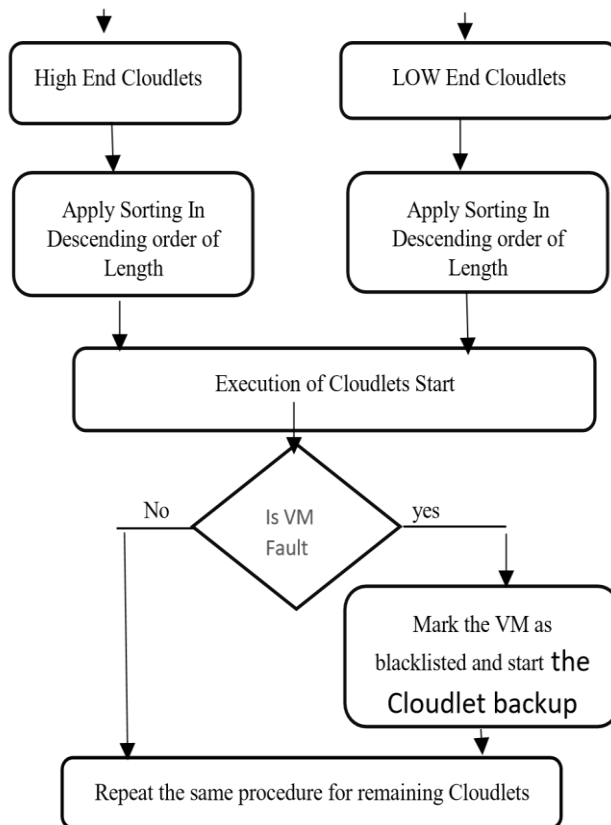 High End Cloudlets
LOW End Cloudlets
Apply Sorting In
Descending order of
Length
Apply Sorting In
Descending order of
Length
Execution of Cloudlets Start
No
Is VM
Fault
yes
Mark the VM as
blacklisted and start the
Cloudlet backup
Repeat the same procedure for remaining Cloudlets